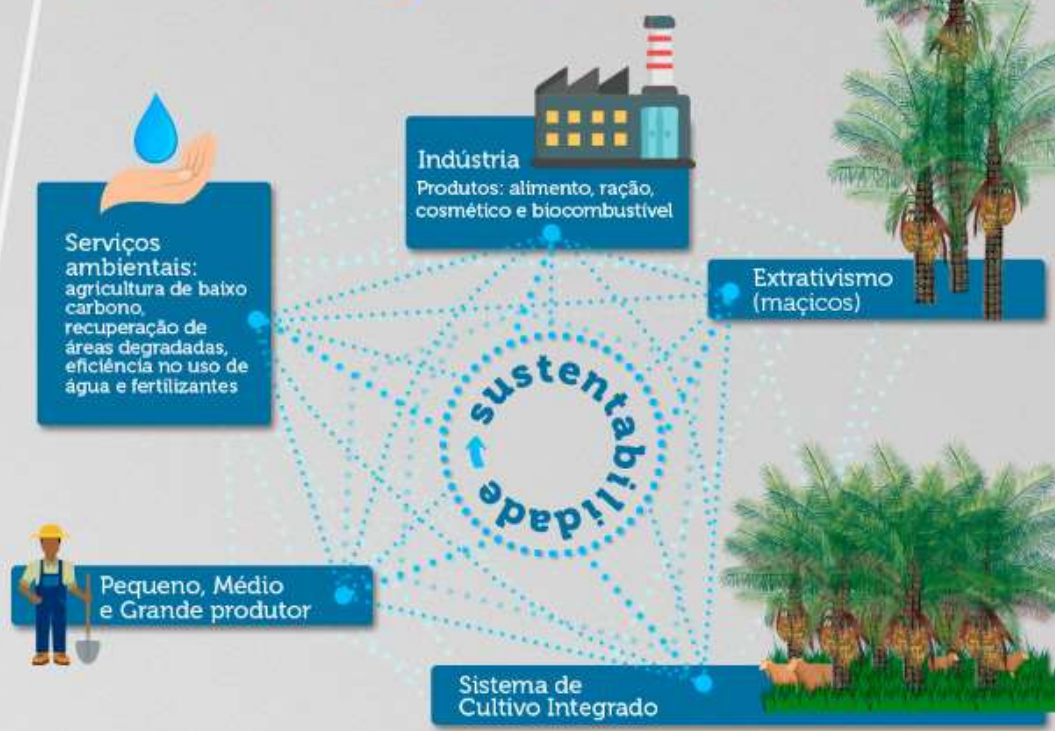 Indústria
Produtos: alimento, ração,
cosmético e biocombustível
Serviços
ambientais:
agricultura de baixo
carbono,
recuperação de
áreas degradadas,
eficiência no uso de
água e fertilizantes
Extrativismo
(maçicos)
sustentabilidade
Pequeno, Médio
e Grande produtor
Sistema de
Cultivo Integrado